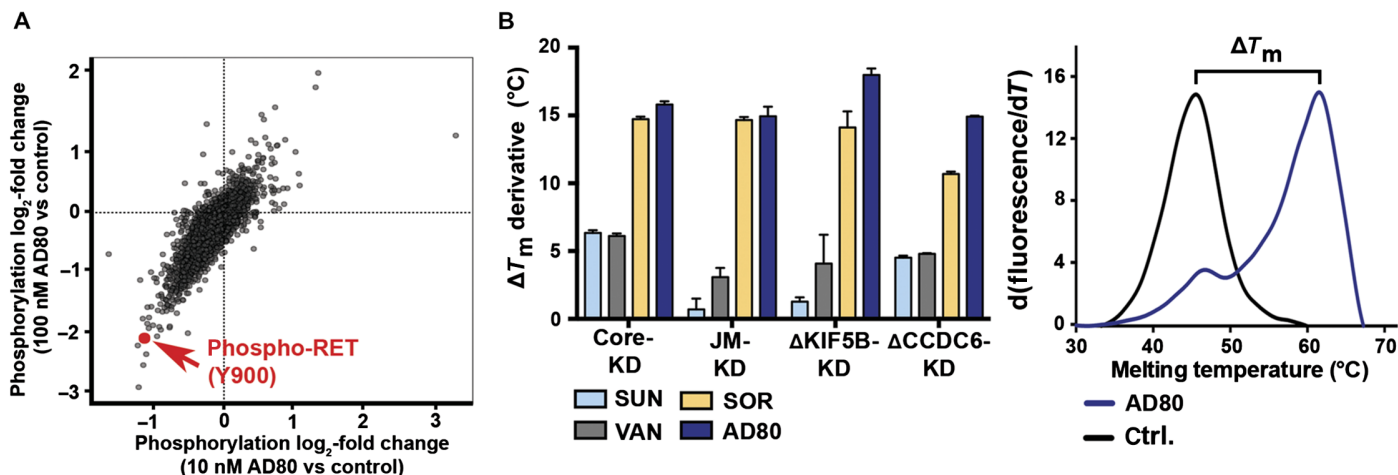 A
Phosphorylation log2-fold change
(100 nM AD80 vs control)
2
1
0
–1
–2
–3
Phospho-RET
(Y900)
–1
0
1
2
3
Phosphorylation log2-fold change
(10 nM AD80 vs control)
B
ΔTm derivative (°C)
20
15
10
5
0
Core-
KD
JM-
KD
ΔKIF5B-
KD
ΔCCDC6-
KD
SUN
SOR
VAN
AD80
ΔTm
d(fluorescence/dT)
16
12
8
4
0
30
40
50
60
70
Melting temperature (°C)
AD80
Ctrl.